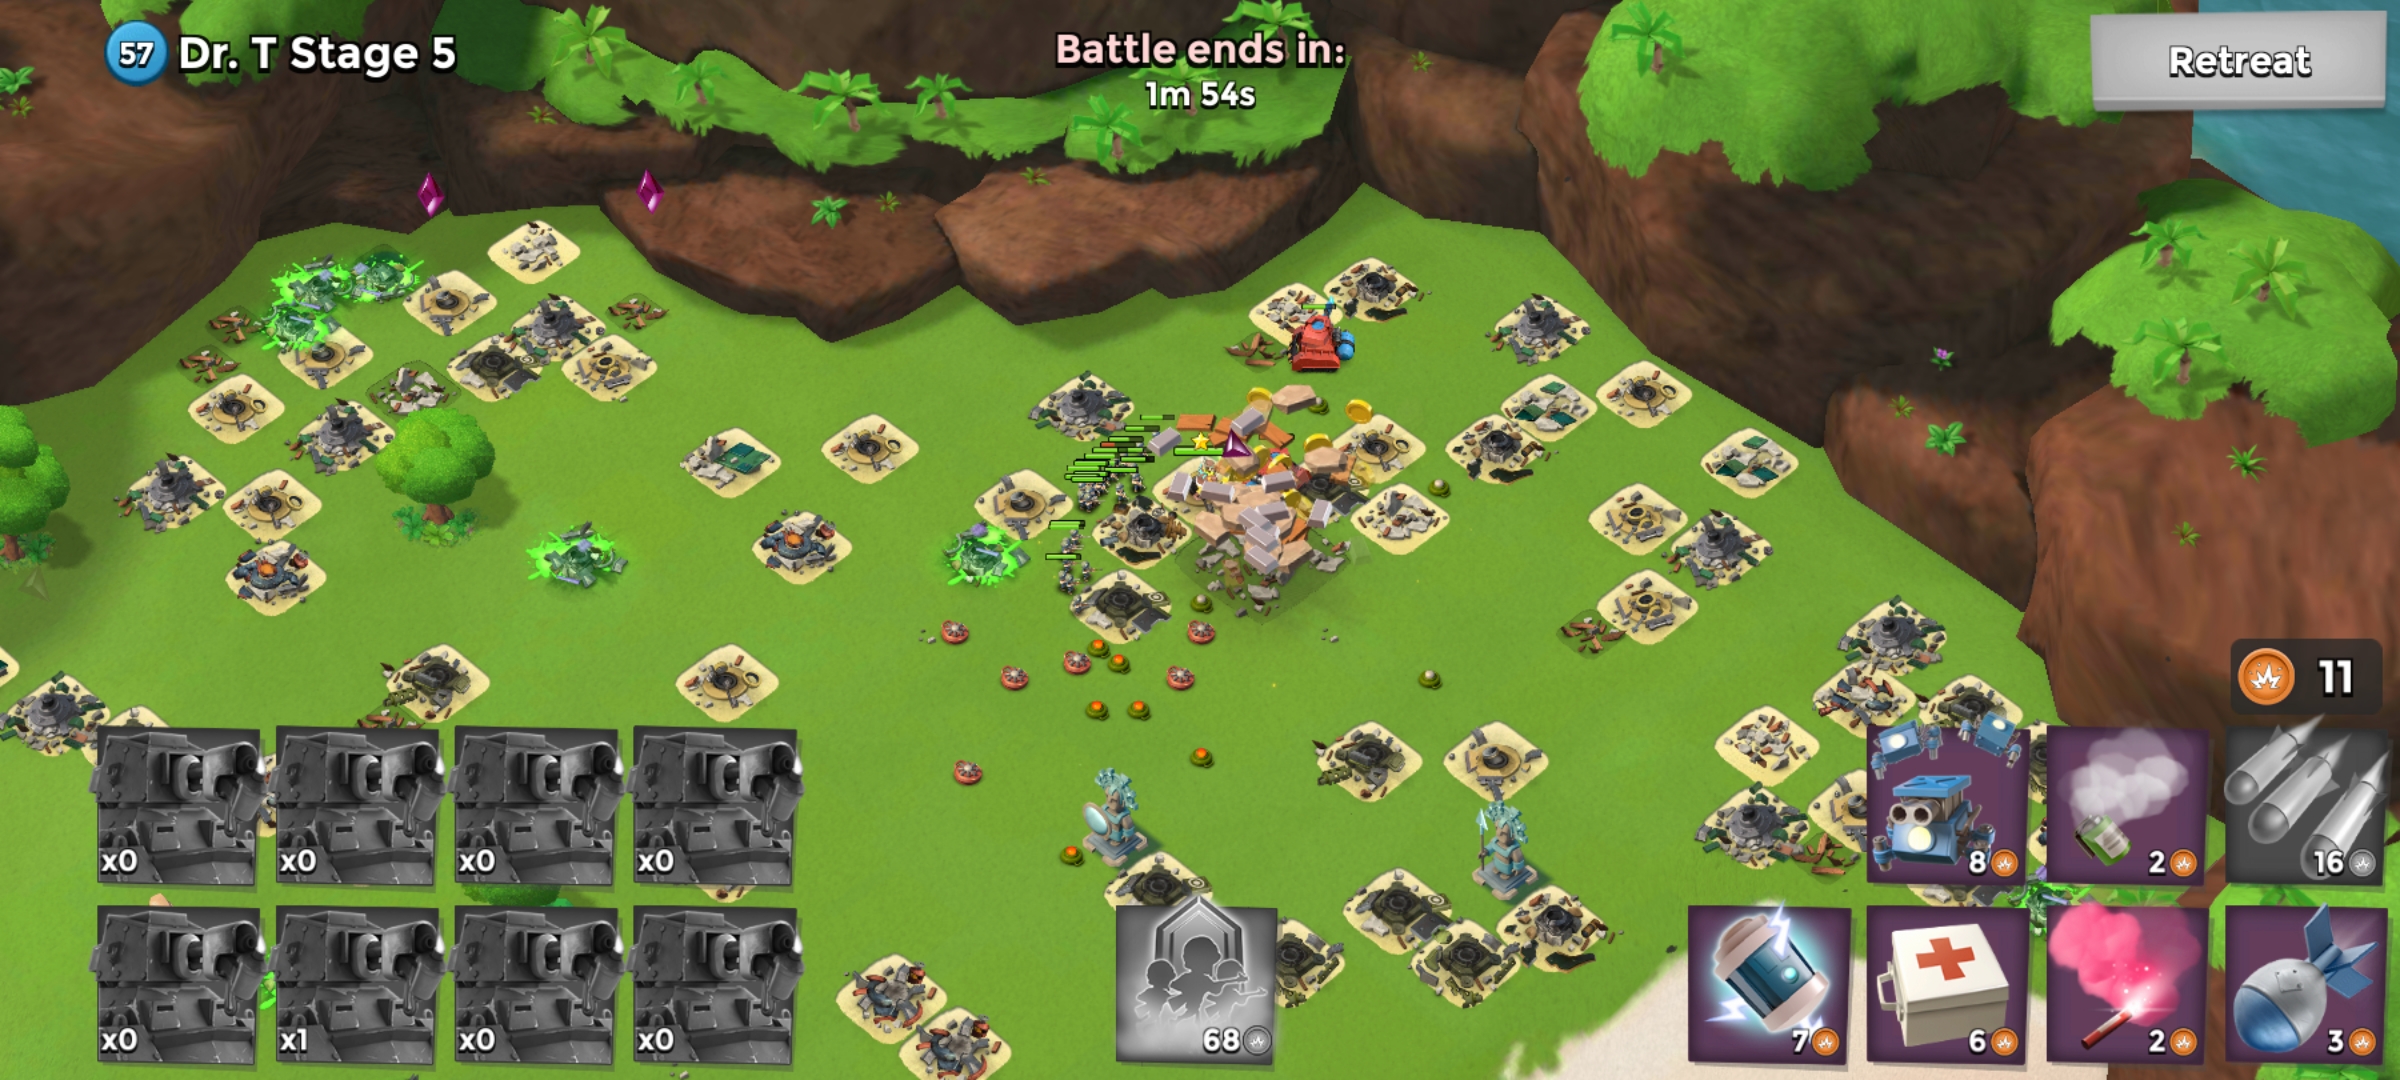 57 Dr. T Stage 5
Battle ends in:
1m 54s
Retreat
11
x0
x0
x0
x0
8
2
16
x0
x1
x0
x0
68
7
6
2
3